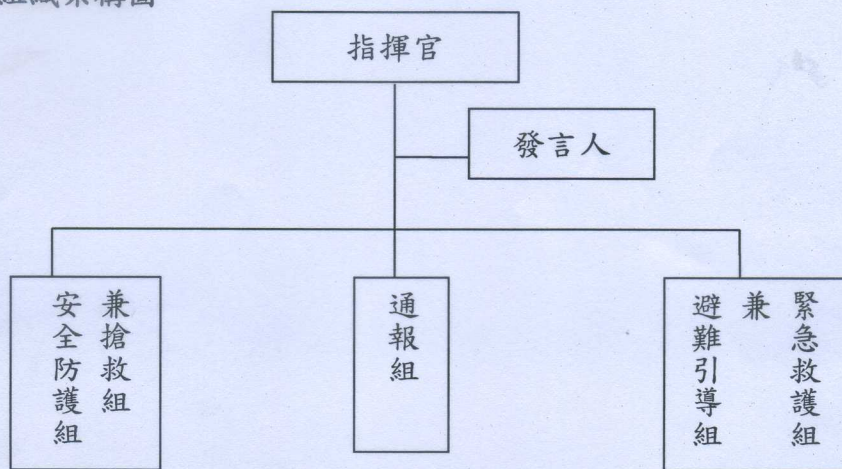 指揮官
發言人
兼搶救組
安全防護組
通報組
緊急救護組
兼
避難引導組